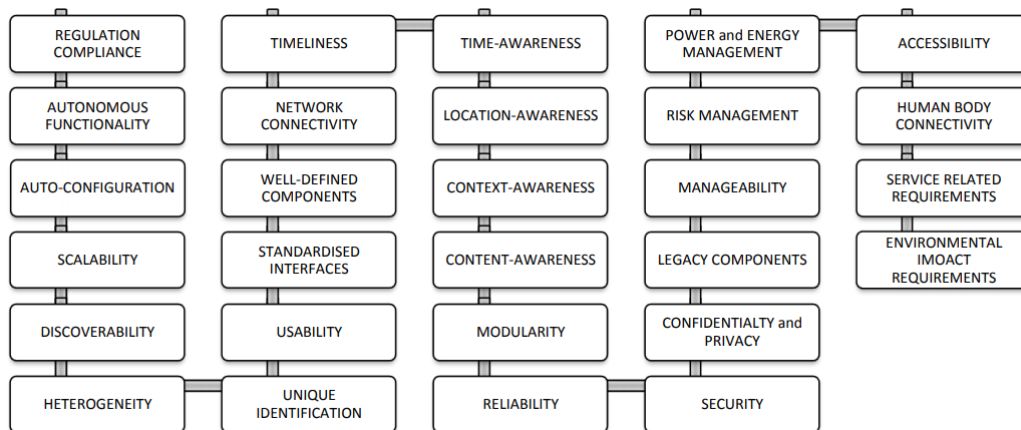 REGULATION
COMPLIANCE
AUTONOMOUS
FUNCTIONALITY
AUTO-CONFIGURATION
SCALABILITY
DISCOVERABILITY
HETEROGENEITY
TIMELINESS
NETWORK
CONNECTIVITY
WELL-DEFINED
COMPONENTS
STANDARDISED
INTERFACES
USABILITY
UNIQUE
IDENTIFICATION
TIME-AWARENESS
LOCATION-AWARENESS
CONTEXT-AWARENESS
CONTENT-AWARENESS
MODULARITY
RELIABILITY
POWER and ENERGY
MANAGEMENT
RISK MANAGEMENT
MANAGEABILITY
LEGACY COMPONENTS
CONFIDENTIALTY and
PRIVACY
SECURITY
ACCESSIBILITY
HUMAN BODY
CONNECTIVITY
SERVICE RELATED
REQUIREMENTS
ENVIRONMENTAL
IMOACT
REQUIREMENTS